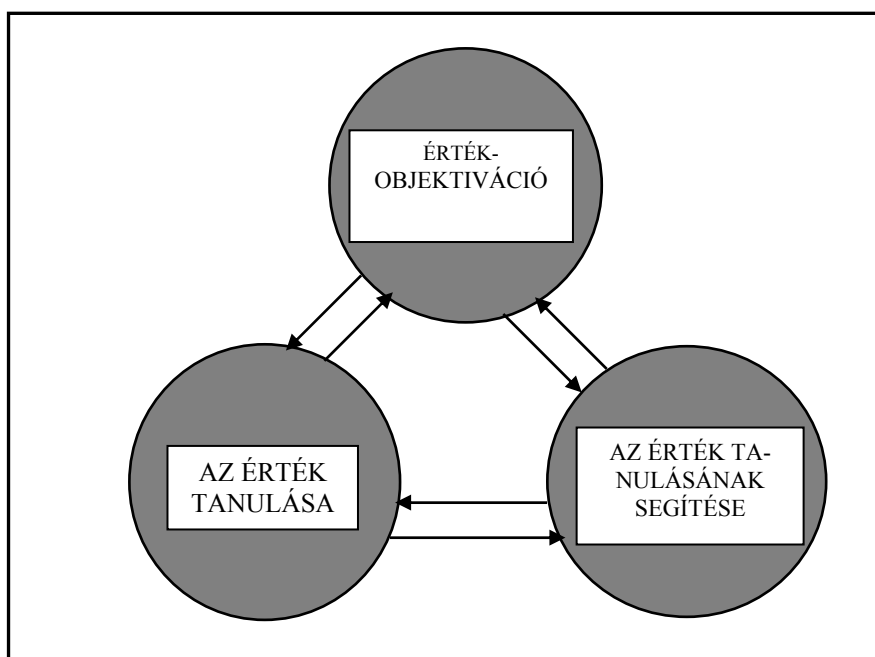 ÉRTÉK-
OBJEKTIVÁCIÓ
AZ ÉRTÉK
TANULÁSA
AZ ÉRTÉK TA-
NULÁSÁNAK
SEGÍTÉSE